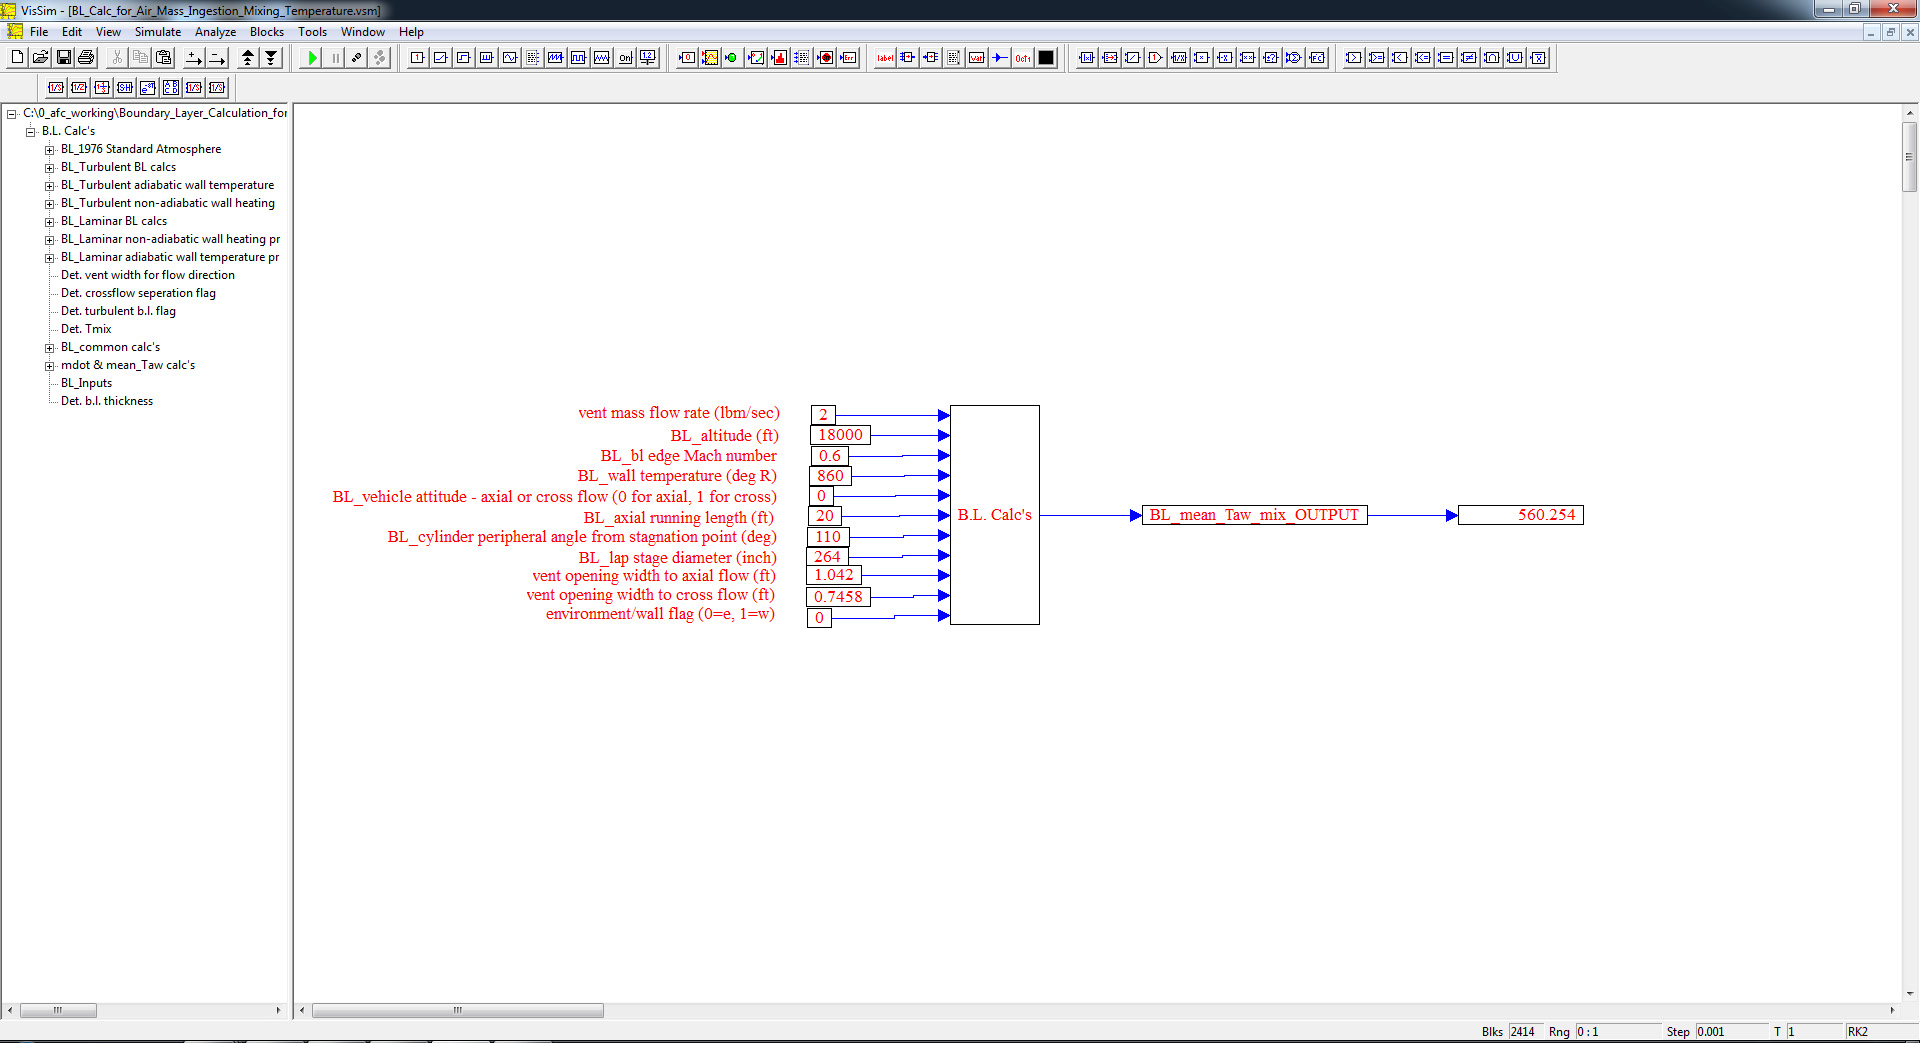 VisSim - [BL_Calc_for_Air_Mass_Ingestion_Mixing_Temperature.vsm]
File Edit View Simulate Analyze Blocks Tools Window Help
C:\0_afc_working\Boundary_Layer_Calculation_for
B.L. Calc's
BL_1976 Standard Atmosphere
BL_Turbulent BL calcs
BL_Turbulent adiabatic wall temperature
BL_Turbulent non-adiabatic wall heating
BL_Laminar BL calcs
BL_Laminar non-adiabatic wall heating pr
BL_Laminar adiabatic wall temperature pr
Det. vent width for flow direction
Det. crossflow seperation flag
Det. turbulent b.l. flag
Det. Tmix
BL_common calc's
mdot & mean_Taw calc's
BL_Inputs
Det. b.l. thickness
vent mass flow rate (lbm/sec) 2
BL_altitude (ft) 18000
BL_bl edge Mach number 0.6
BL_wall temperature (deg R) 860
BL_vehicle attitude - axial or cross flow (0 for axial, 1 for cross) 0
BL_axial running length (ft) 20
BL_cylinder peripheral angle from stagnation point (deg) 110
BL_lap stage diameter (inch) 264
vent opening width to axial flow (ft) 1.042
vent opening width to cross flow (ft) 0.7458
environment/wall flag (0=e, 1=w) 0
B.L. Calc's
BL_mean_Taw_mix_OUTPUT
560.254
Blks 2414 Rng 0 : 1 Step 0.001 T 1 RK2